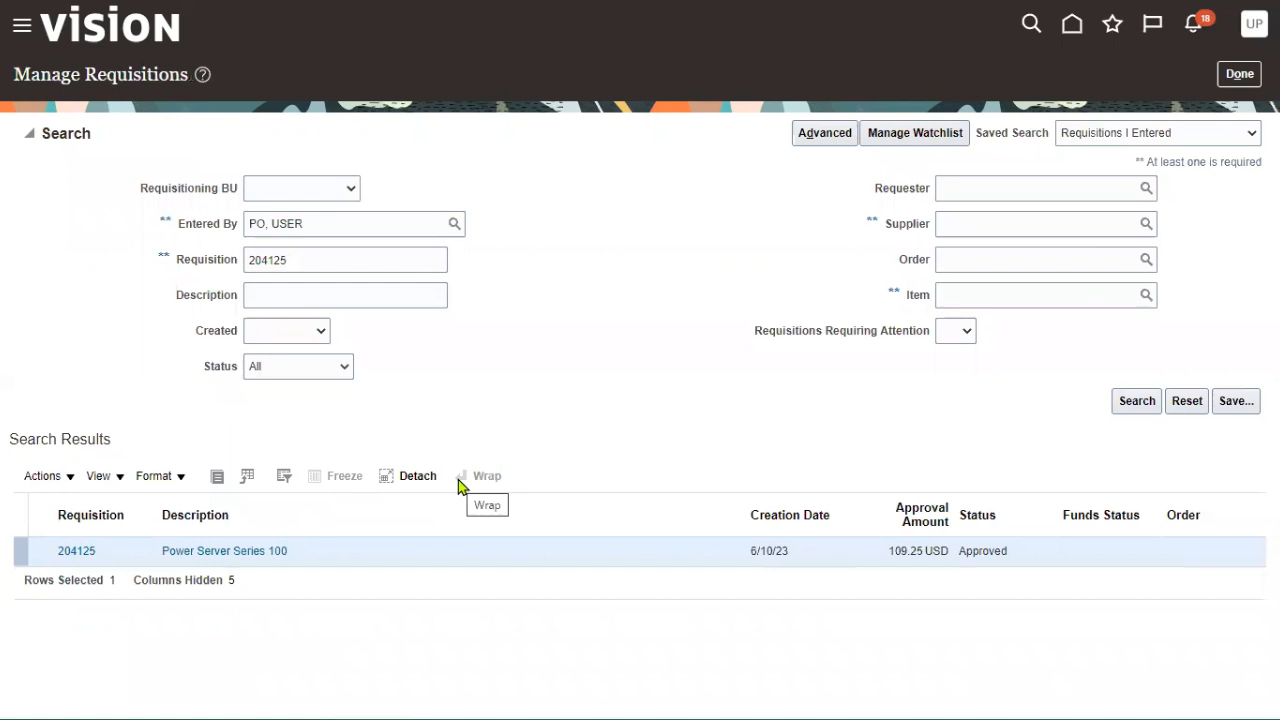 vision
18
UP
Manage Requisitions ?
Done
Search
Advanced Manage Watchlist Saved Search Requisitions I Entered
** At least one is required
Requisitioning BU
Requester
** Entered By PO, USER
** Supplier
** Requisition 204125
Order
Description
** Item
Created
Requisitions Requiring Attention
Status All
Search Reset Save...
Search Results
Actions View Format Freeze Detach Wrap
Wrap
Requisition Description Creation Date Approval Amount Status Funds Status Order
204125 Power Server Series 100 6/10/23 109.25 USD Approved
Rows Selected 1 Columns Hidden 5